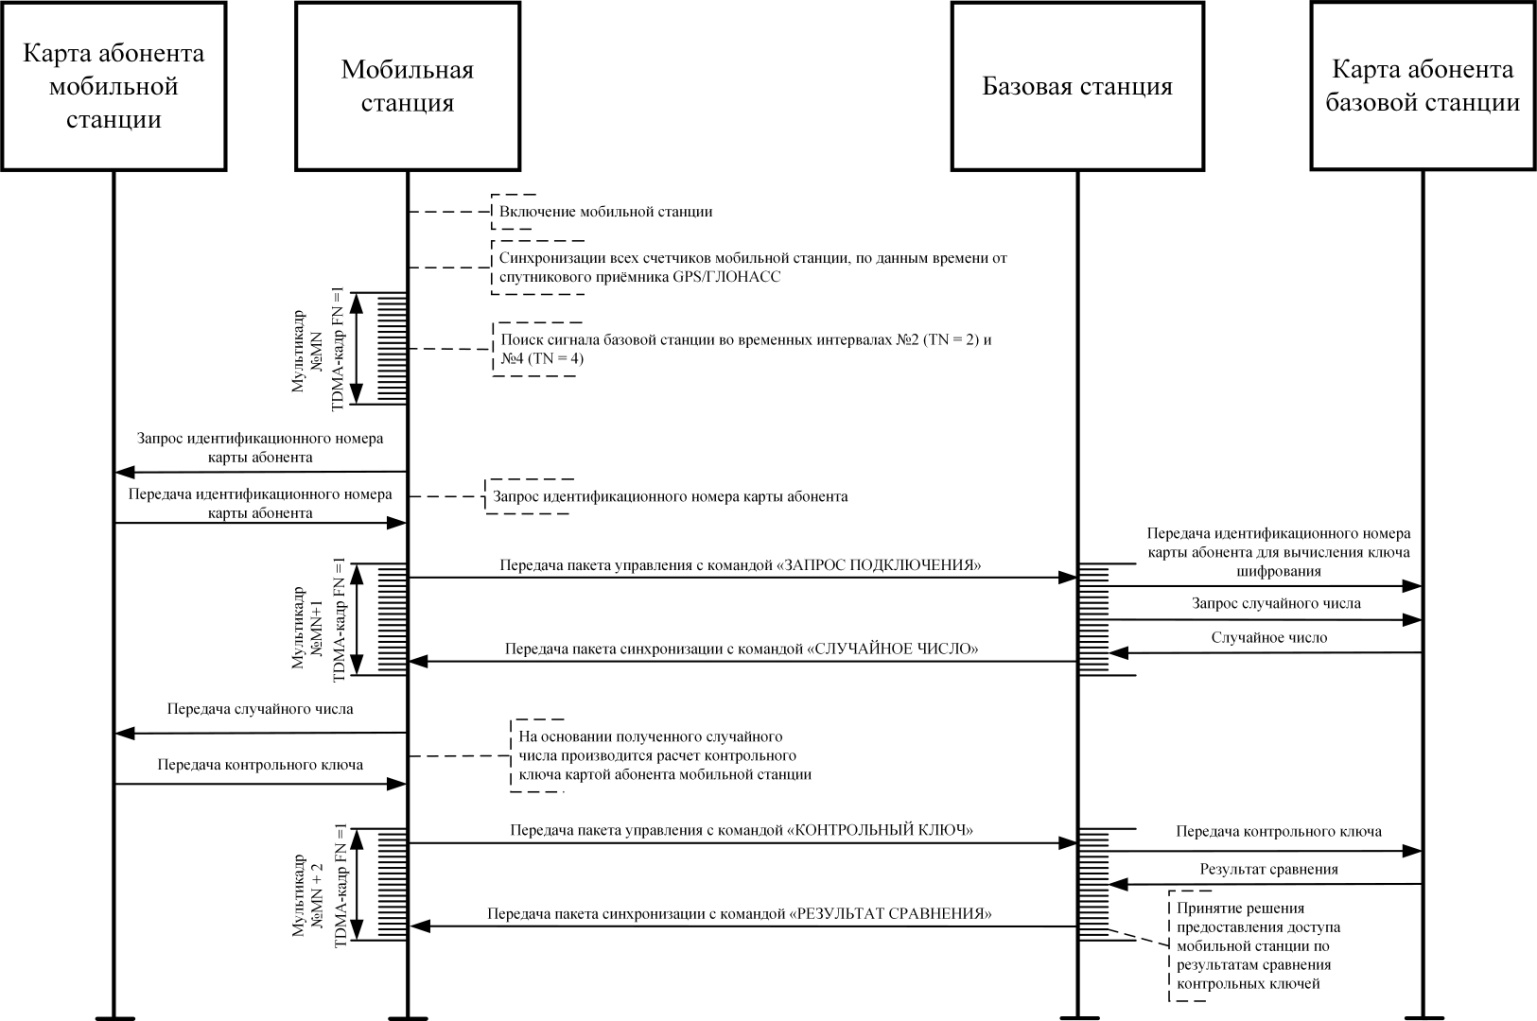 Карта абонента
мобильной
станции
Мобильная
станция
Базовая станция
Карта абонента
базовой станции
Включение мобильной станции
Синхронизации всех счетчиков мобильной станции, по данным времени от
спутникового приёмника GPS/ГЛОНАСС
Мультикадр
№MN
TDMA-кадр FN =1
Поиск сигнала базовой станции во временных интервалах №2 (TN = 2) и
№4 (TN = 4)
Запрос идентификационного номера
карты абонента
Передача идентификационного номера
карты абонента
Запрос идентификационного номера карты абонента
Мультикадр
№MN+1
TDMA-кадр FN =1
Передача пакета управления с командой «ЗАПРОС ПОДКЛЮЧЕНИЯ»
Передача идентификационного номера
карты абонента для вычисления ключа
шифрования
Запрос случайного числа
Случайное число
Передача пакета синхронизации с командой «СЛУЧАЙНОЕ ЧИСЛО»
Передача случайного числа
На основании полученного случайного
числа производится расчет контрольного
ключа картой абонента мобильной станции
Передача контрольного ключа
Мультикадр
№MN + 2
TDMA-кадр FN =1
Передача пакета управления с командой «КОНТРОЛЬНЫЙ КЛЮЧ»
Передача контрольного ключа
Результат сравнения
Передача пакета синхронизации с командой «РЕЗУЛЬТАТ СРАВНЕНИЯ»
Принятие решения
предоставления доступа
мобильной станции по
результатам сравнения
контрольных ключей